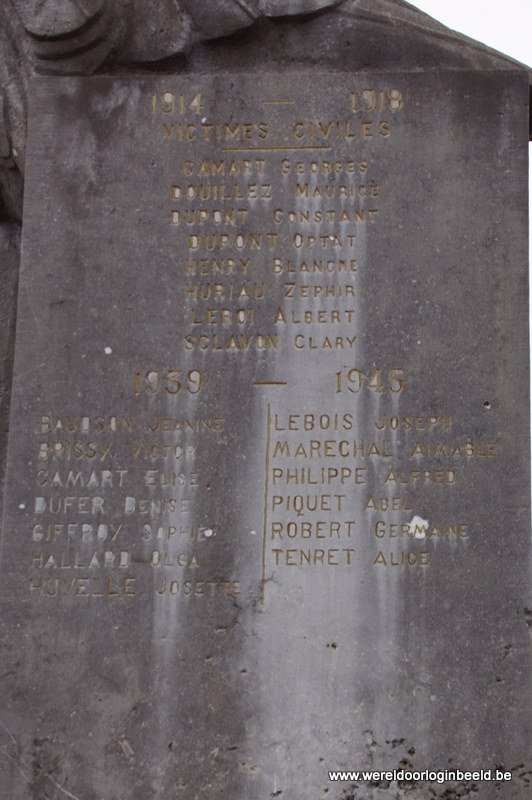 1914 — 1918
VICTIMES CIVILES
CAMART GEORGES
DOUILLEZ MAURICE
DUPONT CONSTANT
DUPONT OPTAT
HENRY BLANCHE
HURIAU ZEPHIR
LEROI ALBERT
SCLAVON CLARY
1939 — 1945
BAUDSON JEANINE
BRISSY VICTOR
CAMART ELISE
DUFER DENISE
GIFFROY SOPHIE
HALLARD OLGA
HUVELLE JOSETTE
LEBOIS JOSEPH
MARECHAL AIMABLE
PHILIPPE ALFRED
PIQUET ABEL
ROBERT GERMAINE
TENRET ALICE
www.wereldoorloginbeeld.be